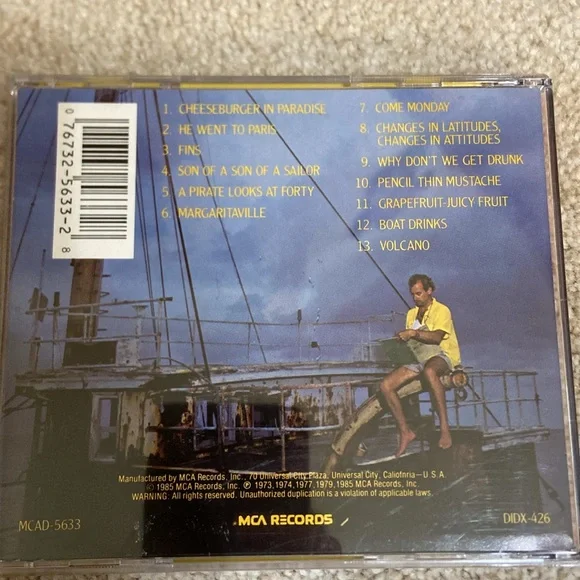 0 76732-5633-2 8
1. CHEESEBURGER IN PARADISE
2. HE WENT TO PARIS
3. FINS
4. SON OF A SON OF A SAILOR
5. A PIRATE LOOKS AT FORTY
6. MARGARITAVILLE
7. COME MONDAY
8. CHANGES IN LATITUDES,
CHANGES IN ATTITUDES
9. WHY DON'T WE GET DRUNK
10. PENCIL THIN MUSTACHE
11. GRAPEFRUIT-JUICY FRUIT
12. BOAT DRINKS
13. VOLCANO
Manufactured by MCA Records, Inc., 70 Universal City Plaza, Universal City, Caliofnria—U.S.A.
© 1985 MCA Records, Inc. ℗ 1973,1974,1977,1979,1985 MCA Records, Inc.
WARNING: All rights reserved. Unauthorized duplication is a violation of applicable laws.
MCAD-5633
MCA RECORDS
DIDX-426